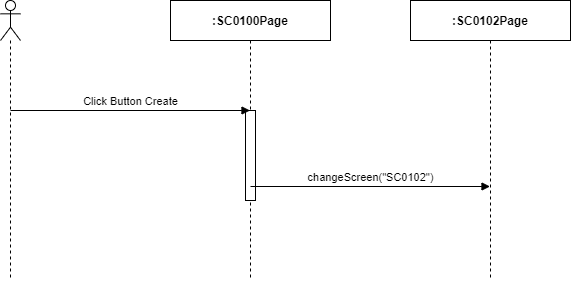 :SC0100Page
:SC0102Page
Click Button Create
changeScreen("SC0102")